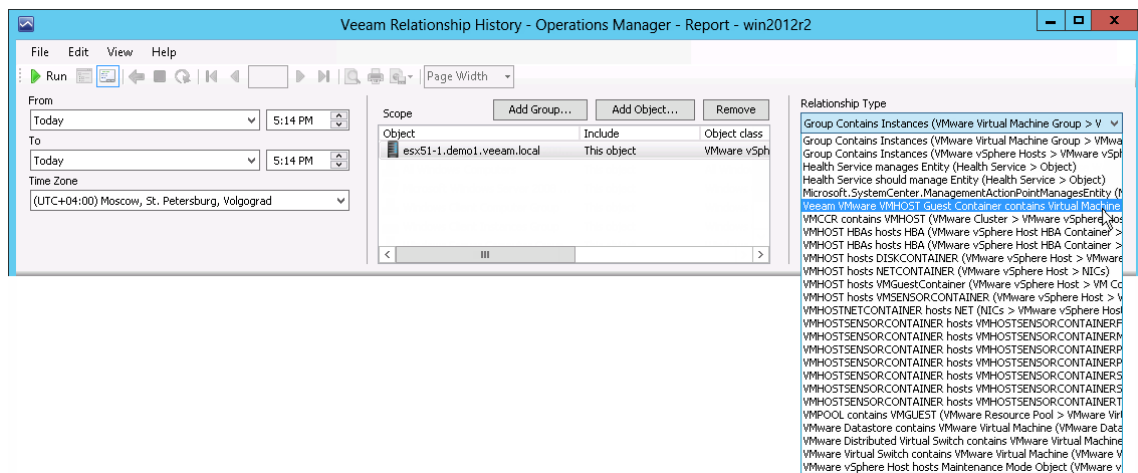 Veeam Relationship History - Operations Manager - Report - win2012r2
File Edit View Help
Run Page Width
From
Today 5:14 PM
To
Today 5:14 PM
Time Zone
(UTC+04:00) Moscow, St. Petersburg, Volgograd
Scope Add Group... Add Object... Remove
Object Include Object class
esx51-1.demo1.veeam.local This object VMware vSph
Relationship Type
Group Contains Instances (VMware Virtual Machine Group > V
Group Contains Instances (VMware Virtual Machine Group > VMwa
Group Contains Instances (VMware vSphere Hosts > VMware vSph
Health Service manages Entity (Health Service > Object)
Health Service should manage Entity (Health Service > Object)
Microsoft.SystemCenter.ManagementActionPointManagesEntity (
Veeam VMware VMHOST Guest Container contains Virtual Machine
VMCCR contains VMHOST (VMware Cluster > VMware vSphere Hos
VMHOST HBAs hosts HBA (VMware vSphere Host HBA Container >
VMHOST HBAs hosts HBA (VMware vSphere Host HBA Container >
VMHOST hosts DISKCONTAINER (VMware vSphere Host > VMware
VMHOST hosts NETCONTAINER (VMware vSphere Host > NICs)
VMHOST hosts VMGuestContainer (VMware vSphere Host > VM Co
VMHOST hosts VMSENSORCONTAINER (VMware vSphere Host > V
VMHOSTNETCONTAINER hosts NET (NICs > VMware vSphere Host
VMHOSTSENSORCONTAINER hosts VMHOSTSENSORCONTAINERF
VMHOSTSENSORCONTAINER hosts VMHOSTSENSORCONTAINERM
VMHOSTSENSORCONTAINER hosts VMHOSTSENSORCONTAINERP
VMHOSTSENSORCONTAINER hosts VMHOSTSENSORCONTAINERP
VMHOSTSENSORCONTAINER hosts VMHOSTSENSORCONTAINERS
VMHOSTSENSORCONTAINER hosts VMHOSTSENSORCONTAINERS
VMHOSTSENSORCONTAINER hosts VMHOSTSENSORCONTAINERT
VMPOOL contains VMGUEST (VMware Resource Pool > VMware Virt
VMware Datastore contains VMware Virtual Machine (VMware Data
VMware Distributed Virtual Switch contains VMware Virtual Machine
VMware Virtual Switch contains VMware Virtual Machine (VMware V
VMware vSphere Host hosts Maintenance Mode Object (VMware v